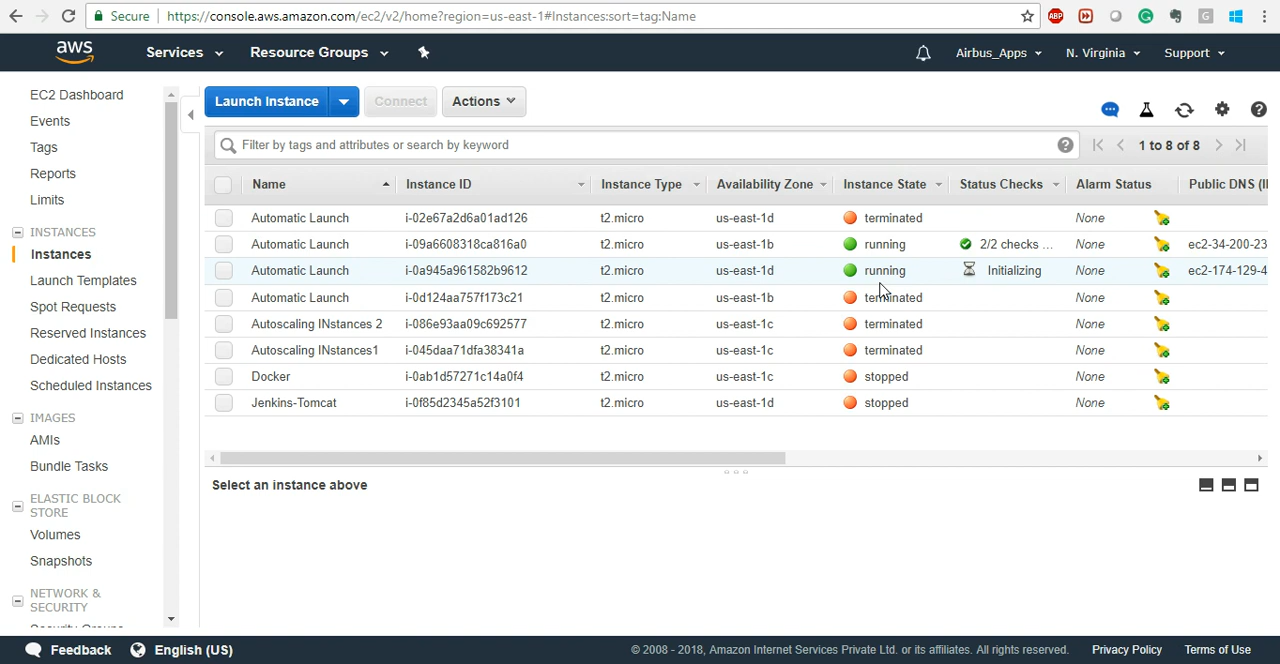 Secure https://console.aws.amazon.com/ec2/v2/home?region=us-east-1#Instances:sort=tag:Name ABP G G
aws Services Resource Groups Airbus_Apps N. Virginia Support
EC2 Dashboard
Events
Tags
Reports
Limits
INSTANCES
Instances
Launch Templates
Spot Requests
Reserved Instances
Dedicated Hosts
Scheduled Instances
IMAGES
AMIs
Bundle Tasks
ELASTIC BLOCK
STORE
Volumes
Snapshots
NETWORK &
SECURITY
Launch Instance Connect Actions
Filter by tags and attributes or search by keyword 1 to 8 of 8
Name Instance ID Instance Type Availability Zone Instance State Status Checks Alarm Status Public DNS (I
Automatic Launch i-02e67a2d6a01ad126 t2.micro us-east-1d terminated None
Automatic Launch i-09a6608318ca816a0 t2.micro us-east-1b running 2/2 checks ... None ec2-34-200-23
Automatic Launch i-0a945a961582b9612 t2.micro us-east-1d running Initializing None ec2-174-129-4
Automatic Launch i-0d124aa757f173c21 t2.micro us-east-1b terminated None
Autoscaling INstances 2 i-086e93aa09c692577 t2.micro us-east-1c terminated None
Autoscaling INstances1 i-045daa71dfa38341a t2.micro us-east-1c terminated None
Docker i-0ab1d57271c14a0f4 t2.micro us-east-1c stopped None
Jenkins-Tomcat i-0f85d2345a52f3101 t2.micro us-east-1d stopped None
Select an instance above
Feedback English (US) © 2008 - 2018, Amazon Internet Services Private Ltd. or its affiliates. All rights reserved. Privacy Policy Terms of Use